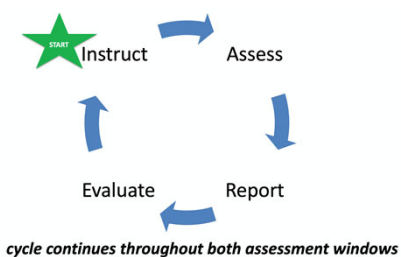 START
Instruct
Assess
Evaluate
Report
cycle continues throughout both assessment windows